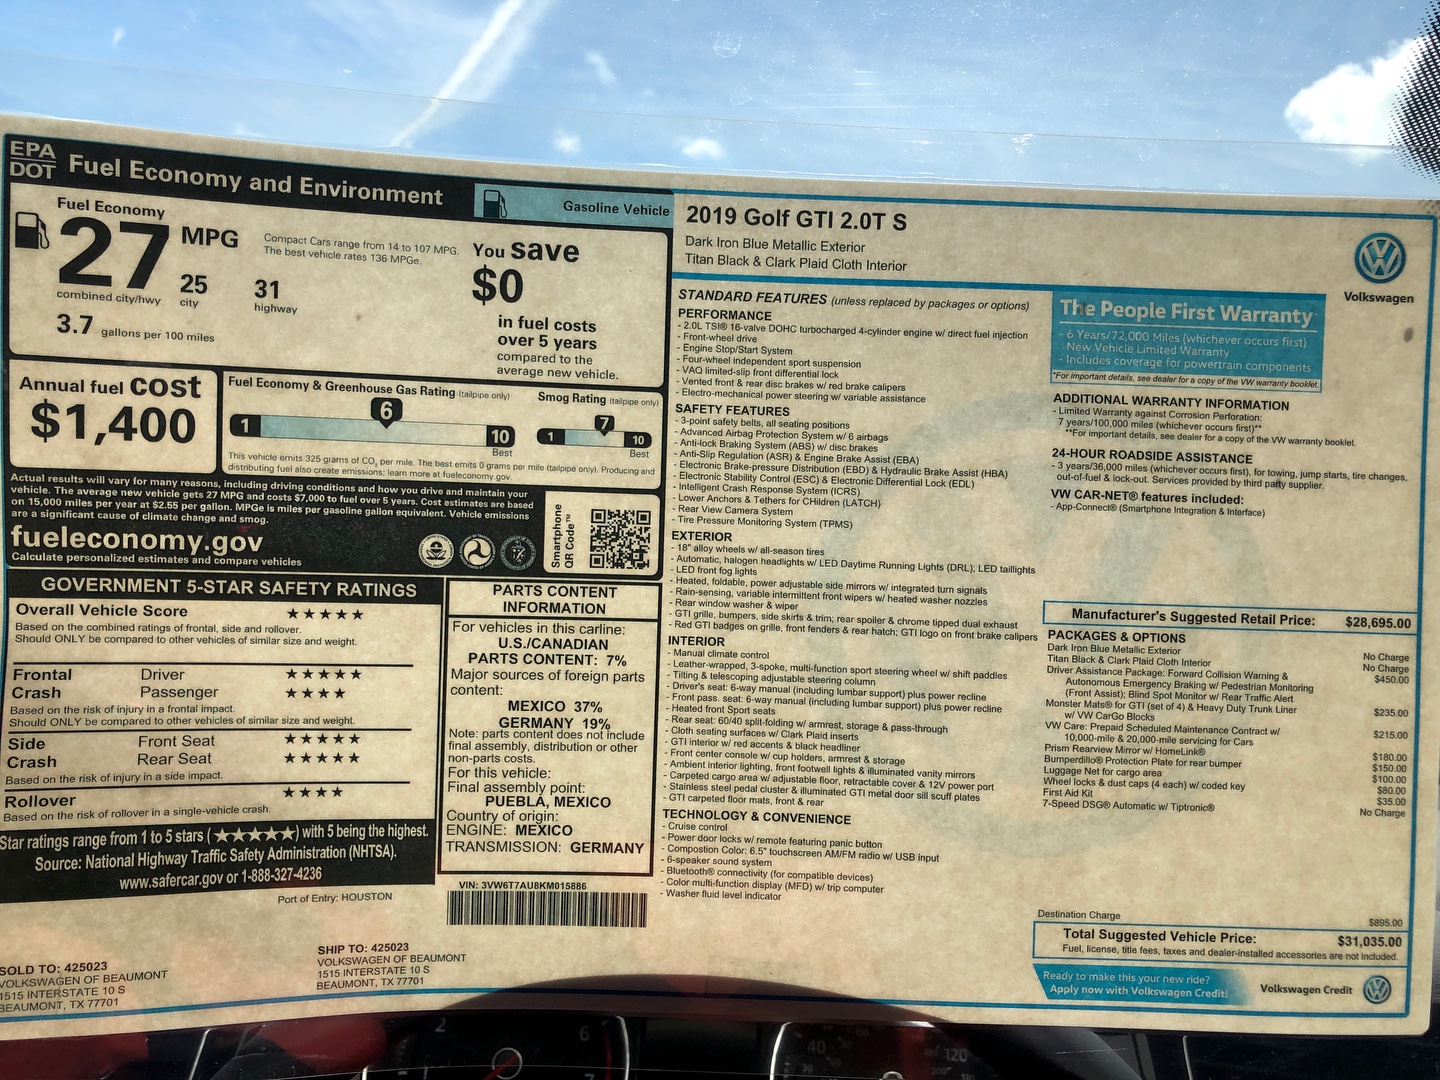 EPA
DOT
Fuel Economy and Environment
Gasoline Vehicle
Fuel Economy
27 MPG
combined city/hwy
25
city
31
highway
3.7 gallons per 100 miles
Compact Cars range from 14 to 107 MPG.
The best vehicle rates 136 MPGe.
You save
$0
in fuel costs
over 5 years
compared to the
average new vehicle.
Annual fuel cost
$1,400
Fuel Economy & Greenhouse Gas Rating (tailpipe only)
1
6
10
Best
Smog Rating (tailpipe only)
1
7
10
Best
This vehicle emits 325 grams of CO2 per mile. The best emits 0 grams per mile (tailpipe only). Producing and
distributing fuel also create emissions; learn more at fueleconomy.gov.
Actual results will vary for many reasons, including driving conditions and how you drive and maintain your
vehicle. The average new vehicle gets 27 MPG and costs $7,000 to fuel over 5 years. Cost estimates are based
on 15,000 miles per year at $2.55 per gallon. MPGe is miles per gasoline gallon equivalent. Vehicle emissions
are a significant cause of climate change and smog.
fueleconomy.gov
Calculate personalized estimates and compare vehicles
Smartphone
QR Code™
GOVERNMENT 5-STAR SAFETY RATINGS
Overall Vehicle Score ★★★★★
Based on the combined ratings of frontal, side and rollover.
Should ONLY be compared to other vehicles of similar size and weight.
Frontal Driver ★★★★★
Crash Passenger ★★★★
Based on the risk of injury in a frontal impact.
Should ONLY be compared to other vehicles of similar size and weight.
Side Front Seat ★★★★★
Crash Rear Seat ★★★★★
Based on the risk of injury in a side impact.
Rollover ★★★★
Based on the risk of rollover in a single-vehicle crash.
Star ratings range from 1 to 5 stars (★★★★★) with 5 being the highest.
Source: National Highway Traffic Safety Administration (NHTSA).
www.safercar.gov or 1-888-327-4236
PARTS CONTENT
INFORMATION
For vehicles in this carline:
U.S./CANADIAN
PARTS CONTENT: 7%
Major sources of foreign parts
content:
MEXICO 37%
GERMANY 19%
Note: parts content does not include
final assembly, distribution or other
non-parts costs.
For this vehicle:
Final assembly point:
PUEBLA, MEXICO
Country of origin:
ENGINE: MEXICO
TRANSMISSION: GERMANY
VIN: 3VW6T7AU8KM015886
Port of Entry: HOUSTON
SOLD TO: 425023
VOLKSWAGEN OF BEAUMONT
1515 INTERSTATE 10 S
BEAUMONT, TX 77701
SHIP TO: 425023
VOLKSWAGEN OF BEAUMONT
1515 INTERSTATE 10 S
BEAUMONT, TX 77701
2019 Golf GTI 2.0T S
Dark Iron Blue Metallic Exterior
Titan Black & Clark Plaid Cloth Interior
Volkswagen
STANDARD FEATURES (unless replaced by packages or options)
PERFORMANCE
- 2.0L TSI® 16-valve DOHC turbocharged 4-cylinder engine w/ direct fuel injection
- Front-wheel drive
- Engine Stop/Start System
- Four-wheel independent sport suspension
- VAQ limited-slip front differential lock
- Vented front & rear disc brakes w/ red brake calipers
- Electro-mechanical power steering w/ variable assistance
SAFETY FEATURES
- 3-point safety belts, all seating positions
- Advanced Airbag Protection System w/ 6 airbags
- Anti-lock Braking System (ABS) w/ disc brakes
- Anti-Slip Regulation (ASR) & Engine Brake Assist (EBA)
- Electronic Brake-pressure Distribution (EBD) & Hydraulic Brake Assist (HBA)
- Electronic Stability Control (ESC) & Electronic Differential Lock (EDL)
- Intelligent Crash Response System (ICRS)
- Lower Anchors & Tethers for CHildren (LATCH)
- Rear View Camera System
- Tire Pressure Monitoring System (TPMS)
EXTERIOR
- 18" alloy wheels w/ all-season tires
- Automatic, halogen headlights w/ LED Daytime Running Lights (DRL); LED taillights
- LED front fog lights
- Heated, foldable, power adjustable side mirrors w/ integrated turn signals
- Rain-sensing, variable intermittent front wipers w/ heated washer nozzles
- Rear window washer & wiper
- GTI grille, bumpers, side skirts & trim; rear spoiler & chrome tipped dual exhaust
- Red GTI badges on grille, front fenders & rear hatch; GTI logo on front brake calipers
INTERIOR
- Manual climate control
- Leather-wrapped, 3-spoke, multi-function sport steering wheel w/ shift paddles
- Tilting & telescoping adjustable steering column
- Driver's seat: 6-way manual (including lumbar support) plus power recline
- Front pass. seat: 6-way manual (including lumbar support) plus power recline
- Heated front Sport seats
- Rear seat: 60/40 split-folding w/ armrest, storage & pass-through
- Cloth seating surfaces w/ Clark Plaid inserts
- GTI interior w/ red accents & black headliner
- Front center console w/ cup holders, armrest & storage
- Ambient interior lighting, front footwell lights & illuminated vanity mirrors
- Carpeted cargo area w/ adjustable floor, retractable cover & 12V power port
- Stainless steel pedal cluster & illuminated GTI metal door sill scuff plates
- GTI carpeted floor mats, front & rear
TECHNOLOGY & CONVENIENCE
- Cruise control
- Power door locks w/ remote featuring panic button
- Compostion Color: 6.5" touchscreen AM/FM radio w/ USB input
- 6-speaker sound system
- Bluetooth® connectivity (for compatible devices)
- Color multi-function display (MFD) w/ trip computer
- Washer fluid level indicator
The People First Warranty
- 6 Years/72,000 Miles (whichever occurs first)
New Vehicle Limited Warranty
- Includes coverage for powertrain components
*For important details, see dealer for a copy of the VW warranty booklet.
ADDITIONAL WARRANTY INFORMATION
- Limited Warranty against Corrosion Perforation:
7 years/100,000 miles (whichever occurs first)**
**For important details, see dealer for a copy of the VW warranty booklet.
24-HOUR ROADSIDE ASSISTANCE
- 3 years/36,000 miles (whichever occurs first), for towing, jump starts, tire changes,
out-of-fuel & lock-out. Services provided by third party supplier.
VW CAR-NET® features included:
- App-Connect® (Smartphone Integration & Interface)
Manufacturer's Suggested Retail Price: $28,695.00
PACKAGES & OPTIONS
Dark Iron Blue Metallic Exterior No Charge
Titan Black & Clark Plaid Cloth Interior No Charge
Driver Assistance Package: Forward Collision Warning & $450.00
Autonomous Emergency Braking w/ Pedestrian Monitoring
(Front Assist); Blind Spot Monitor w/ Rear Traffic Alert
Monster Mats® for GTI (set of 4) & Heavy Duty Trunk Liner $235.00
w/ VW CarGo Blocks
VW Care: Prepaid Scheduled Maintenance Contract w/ $215.00
10,000-mile & 20,000-mile servicing for Cars
Prism Rearview Mirror w/ HomeLink® $180.00
Bumperdillo® Protection Plate for rear bumper $150.00
Luggage Net for cargo area $100.00
Wheel locks & dust caps (4 each) w/ coded key $80.00
First Aid Kit $35.00
7-Speed DSG® Automatic w/ Tiptronic® No Charge
Destination Charge $895.00
Total Suggested Vehicle Price: $31,035.00
Fuel, license, title fees, taxes and dealer-installed accessories are not included.
Ready to make this your new ride?
Apply now with Volkswagen Credit!
Volkswagen Credit
2
6
7
40
120